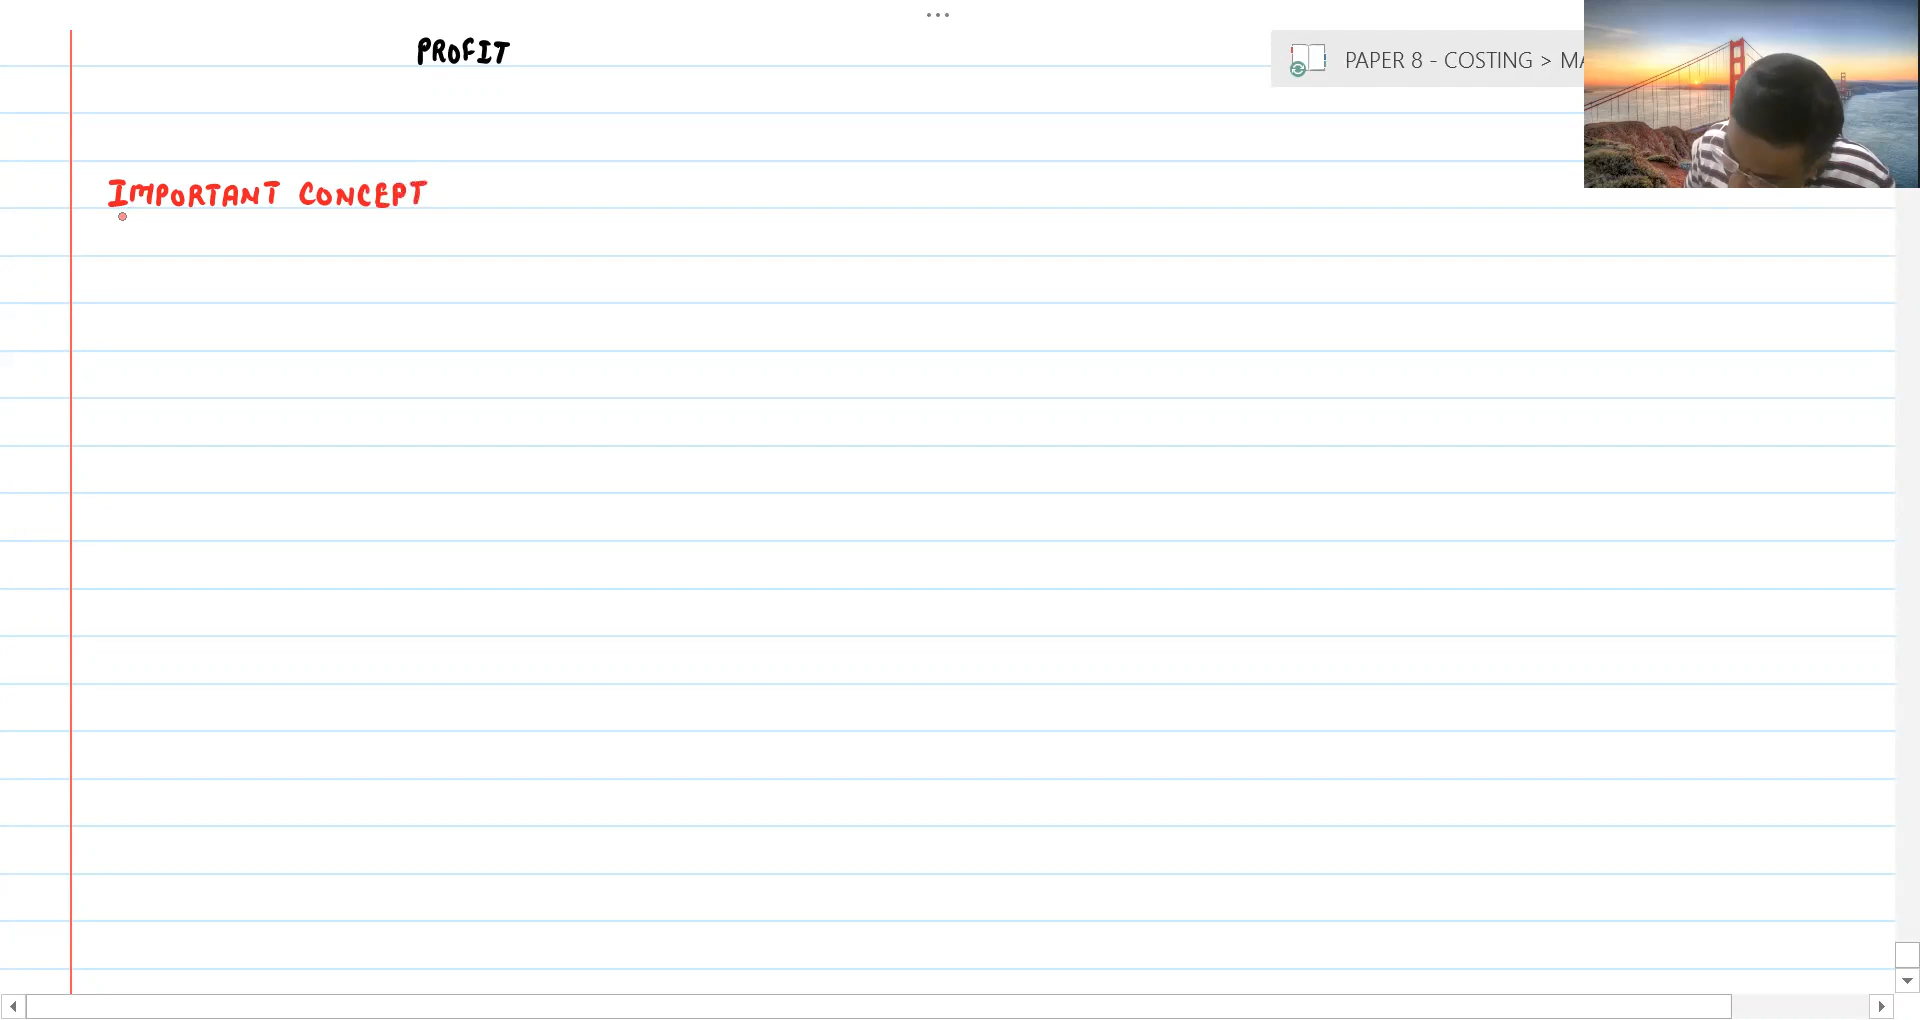 PROFIT
PAPER 8 - COSTING > MA
IMPORTANT CONCEPT